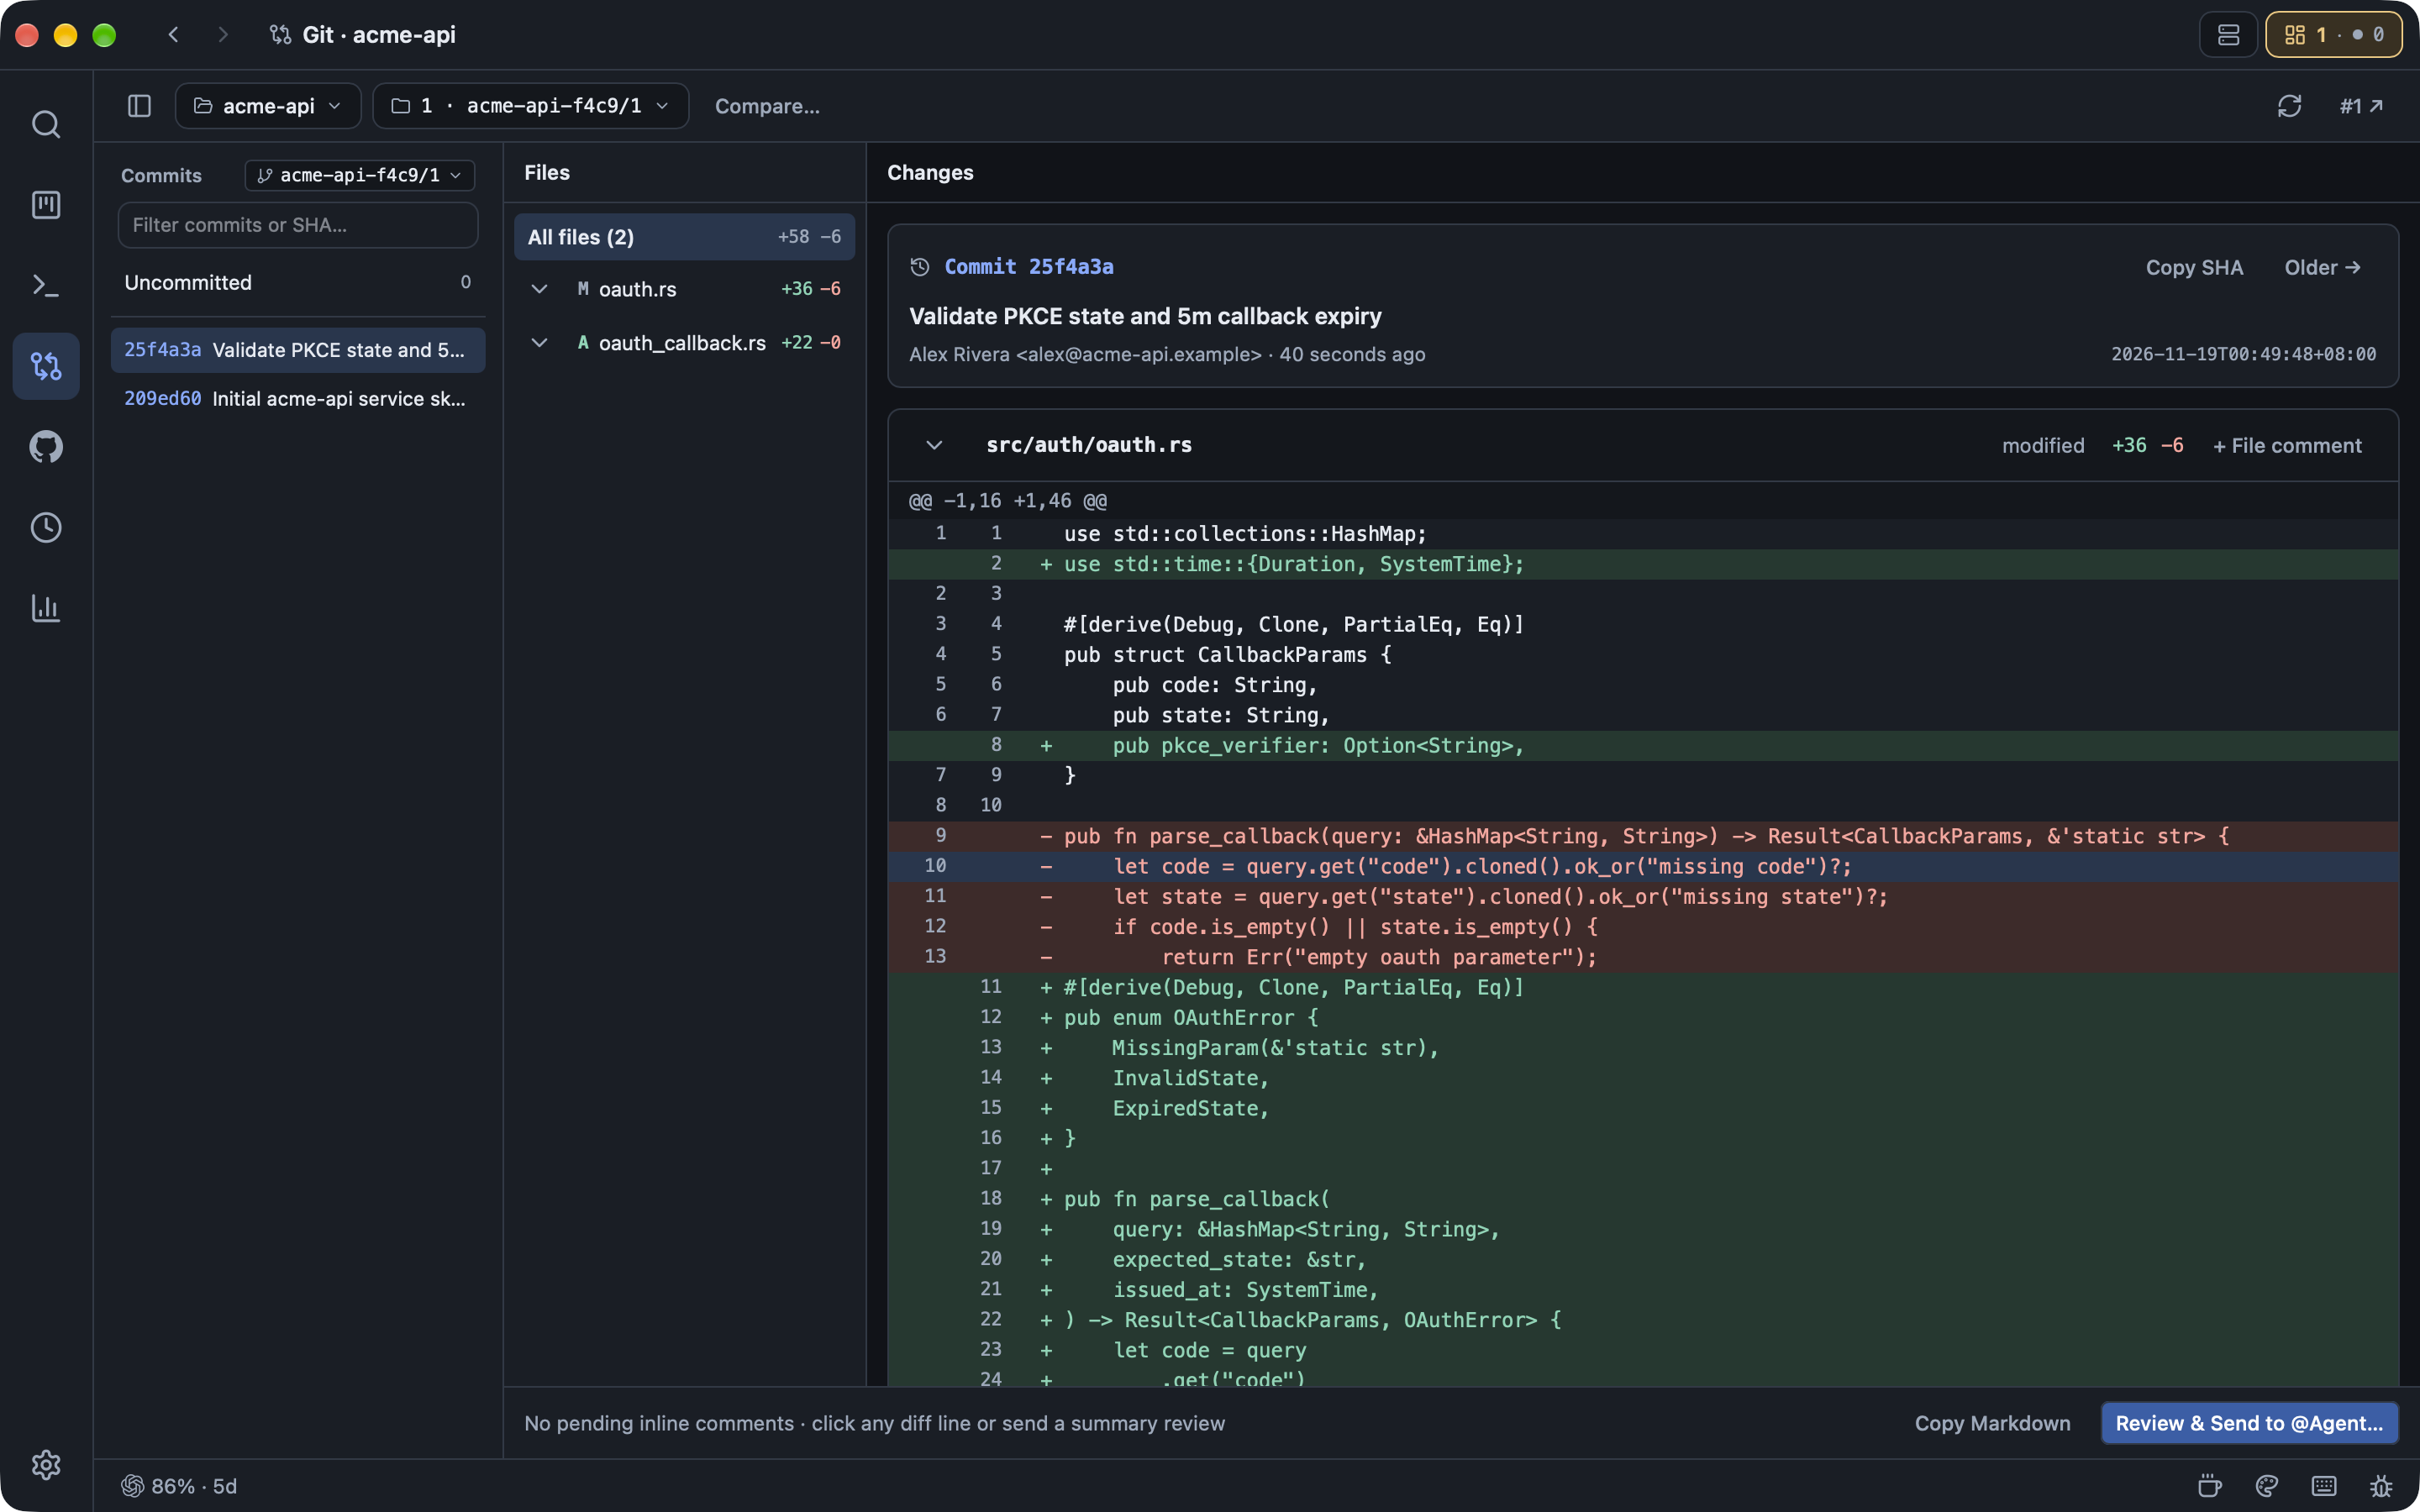 Git · acme-api
1 · ● 0
acme-api
1 · acme-api-f4c9/1
Compare...
#1 ↗
Commits
acme-api-f4c9/1
Filter commits or SHA...
Uncommitted 0
25f4a3a Validate PKCE state and 5...
209ed60 Initial acme-api service sk...
Files
All files (2) +58 −6
M oauth.rs +36 −6
A oauth_callback.rs +22 −0
Changes
Commit 25f4a3a
Copy SHA
Older →
Validate PKCE state and 5m callback expiry
Alex Rivera <alex@acme-api.example> · 40 seconds ago
2026-11-19T00:49:48+08:00
src/auth/oauth.rs
modified +36 −6 + File comment
@@ −1,16 +1,46 @@
1 1 use std::collections::HashMap;
2 + use std::time::{Duration, SystemTime};
2 3
3 4 #[derive(Debug, Clone, PartialEq, Eq)]
4 5 pub struct CallbackParams {
5 6 pub code: String,
6 7 pub state: String,
8 + pub pkce_verifier: Option<String>,
7 9 }
8 10
9 − pub fn parse_callback(query: &HashMap<String, String>) -> Result<CallbackParams, &'static str> {
10 − let code = query.get("code").cloned().ok_or("missing code")?;
11 − let state = query.get("state").cloned().ok_or("missing state")?;
12 − if code.is_empty() || state.is_empty() {
13 − return Err("empty oauth parameter");
11 + #[derive(Debug, Clone, PartialEq, Eq)]
12 + pub enum OAuthError {
13 + MissingParam(&'static str),
14 + InvalidState,
15 + ExpiredState,
16 + }
17 +
18 + pub fn parse_callback(
19 + query: &HashMap<String, String>,
20 + expected_state: &str,
21 + issued_at: SystemTime,
22 + ) -> Result<CallbackParams, OAuthError> {
23 + let code = query
24 + .get("code")
No pending inline comments · click any diff line or send a summary review
Copy Markdown
Review & Send to @Agent...
86% · 5d